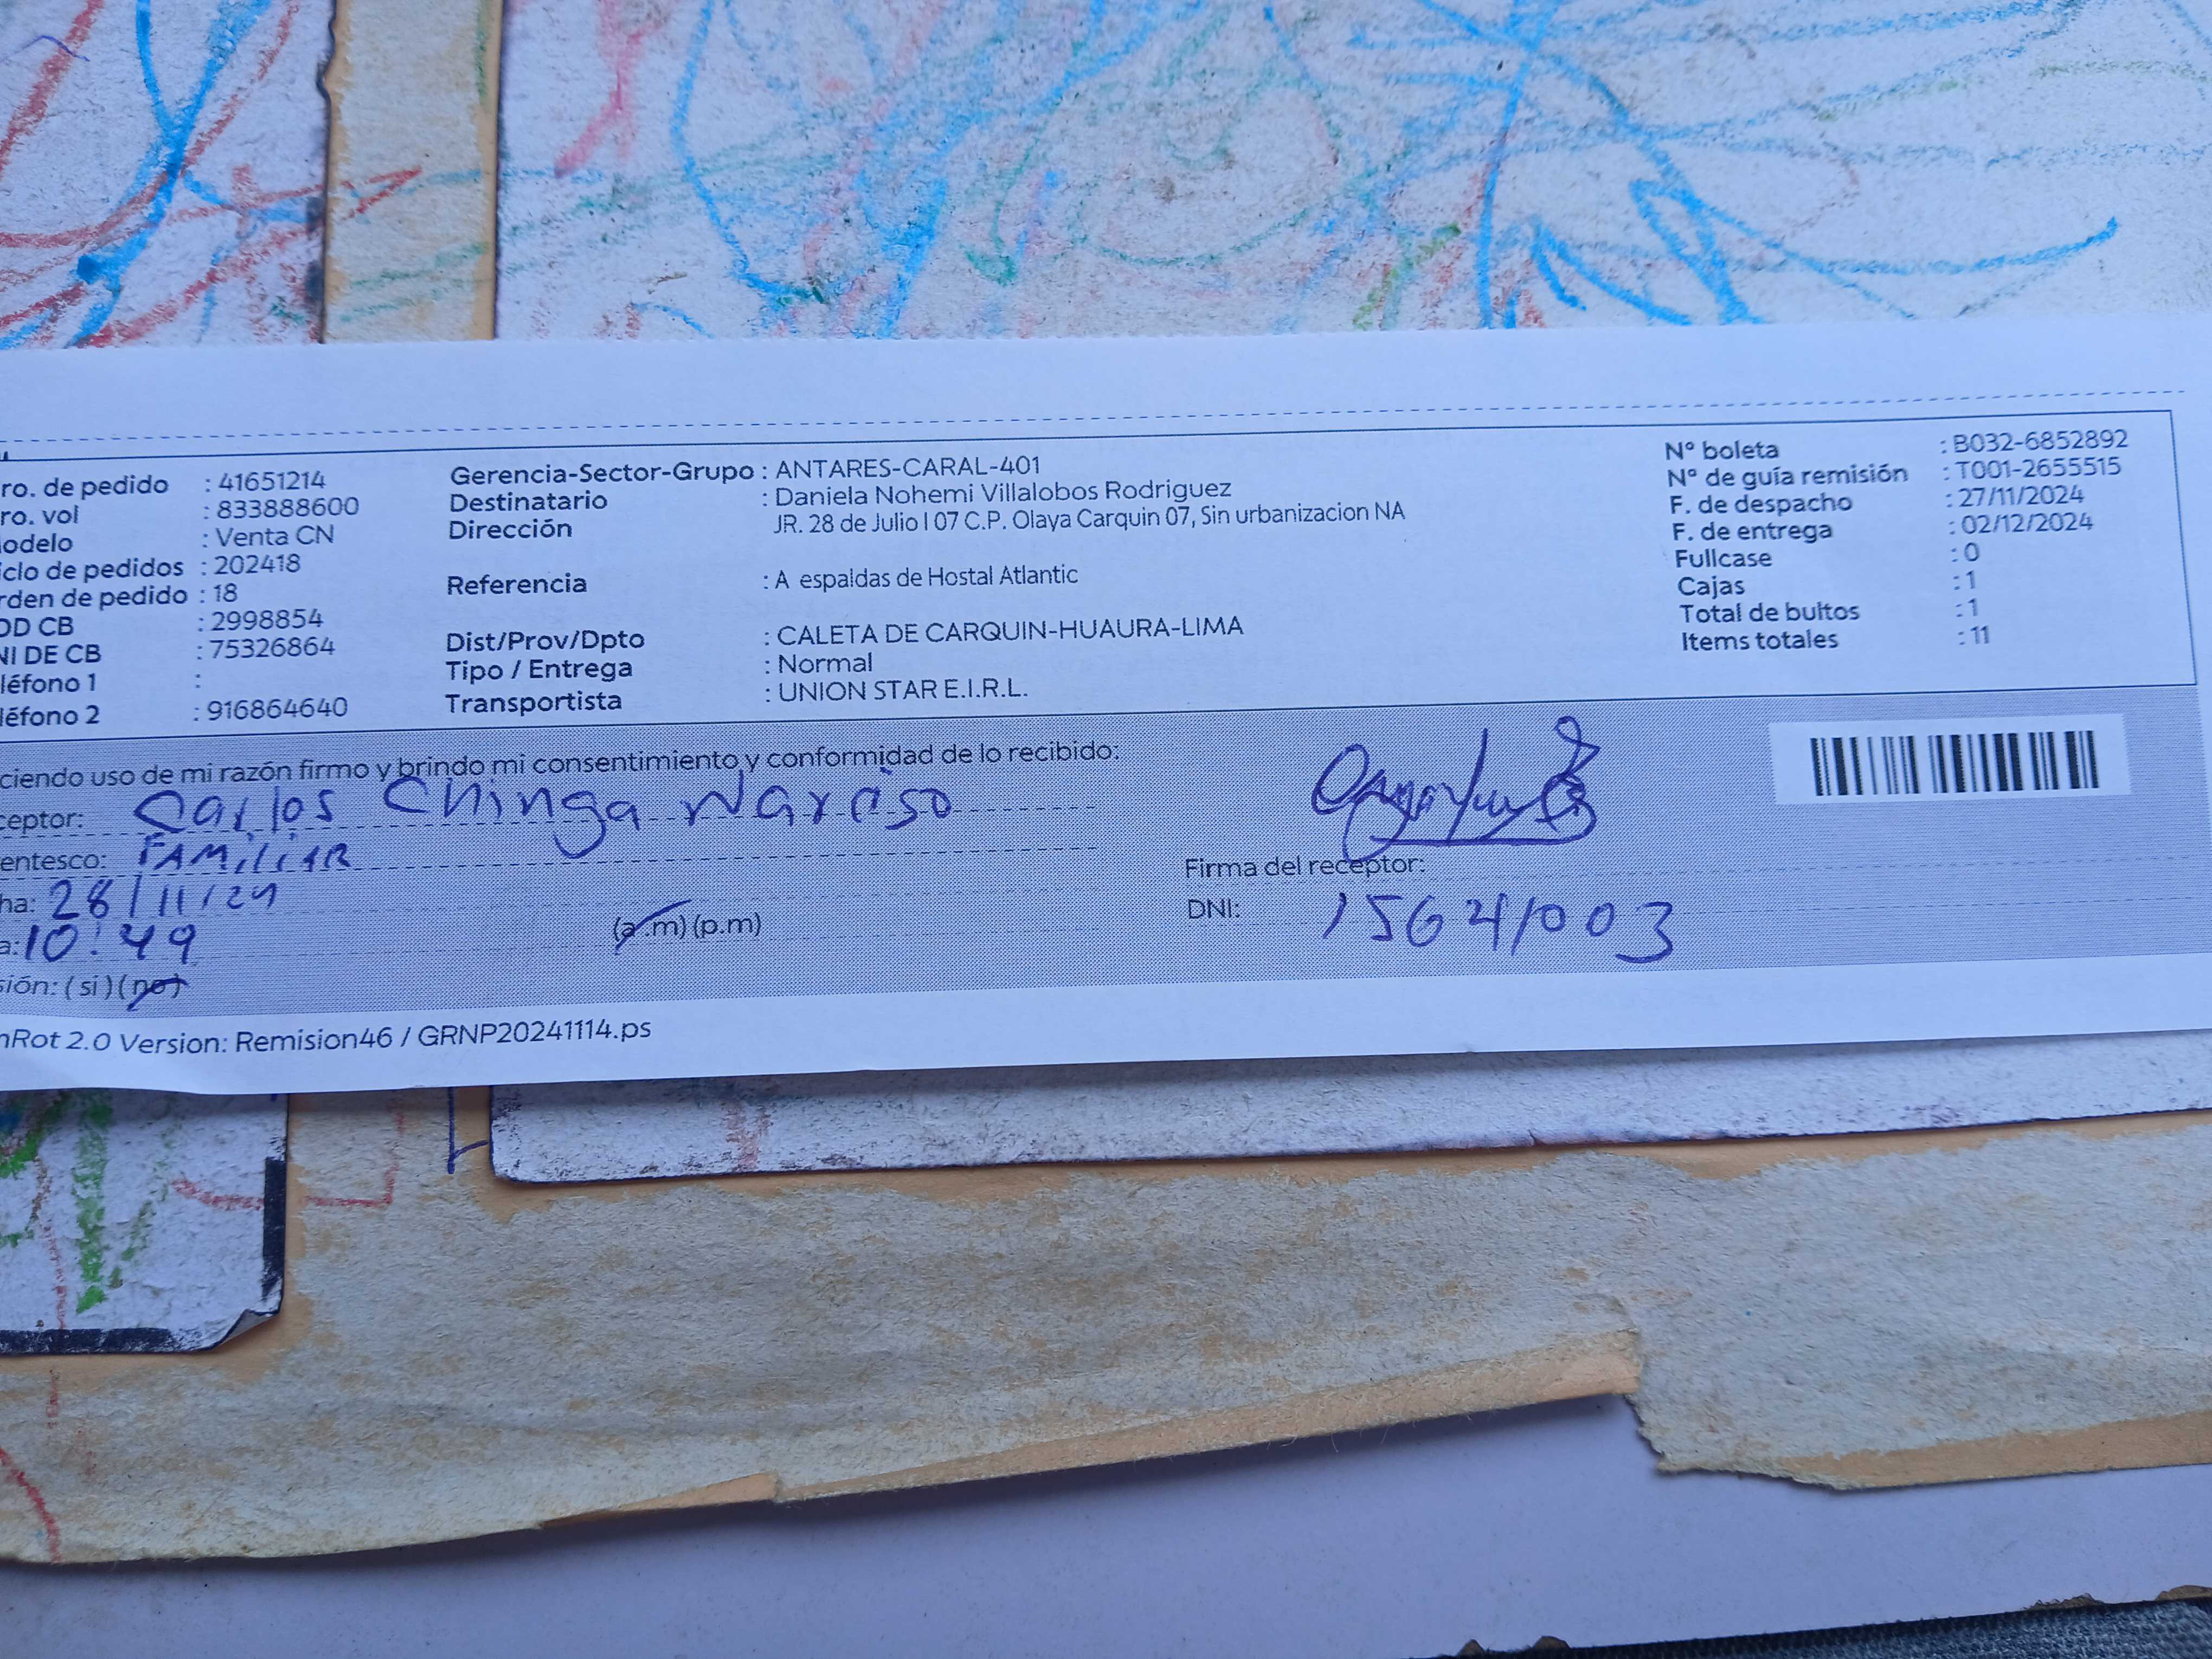 ro. de pedido : 41651214
ro. vol : 833888600
odelo : Venta CN
clo de pedidos : 202418
rden de pedido : 18
OD CB : 2998854
NI DE CB : 75326864
léfono 1 :
léfono 2 : 916864640
Gerencia-Sector-Grupo : ANTARES-CARAL-401
Destinatario : Daniela Nohemi Villalobos Rodriguez
Dirección JR. 28 de Julio I 07 C.P. Olaya Carquin 07, Sin urbanizacion NA
Referencia : A espaldas de Hostal Atlantic
Dist/Prov/Dpto : CALETA DE CARQUIN-HUAURA-LIMA
Tipo / Entrega : Normal
Transportista : UNION STAR E.I.R.L.
Nº boleta : B032-6852892
Nº de guía remisión : T001-2655515
F. de despacho : 27/11/2024
F. de entrega : 02/12/2024
Fullcase : 0
Cajas : 1
Total de bultos : 1
Items totales : 11
ciendo uso de mi razón firmo y brindo mi consentimiento y conformidad de lo recibido:
ceptor: Carlos Chinga Narciso
entesco: FAMILIAR
ha: 28/11/24
a: 10:49 (a.m) (p.m)
sión: (si) (no)
Firma del receptor:
DNI: 15641003
nRot 2.0 Version: Remision46 / GRNP20241114.ps